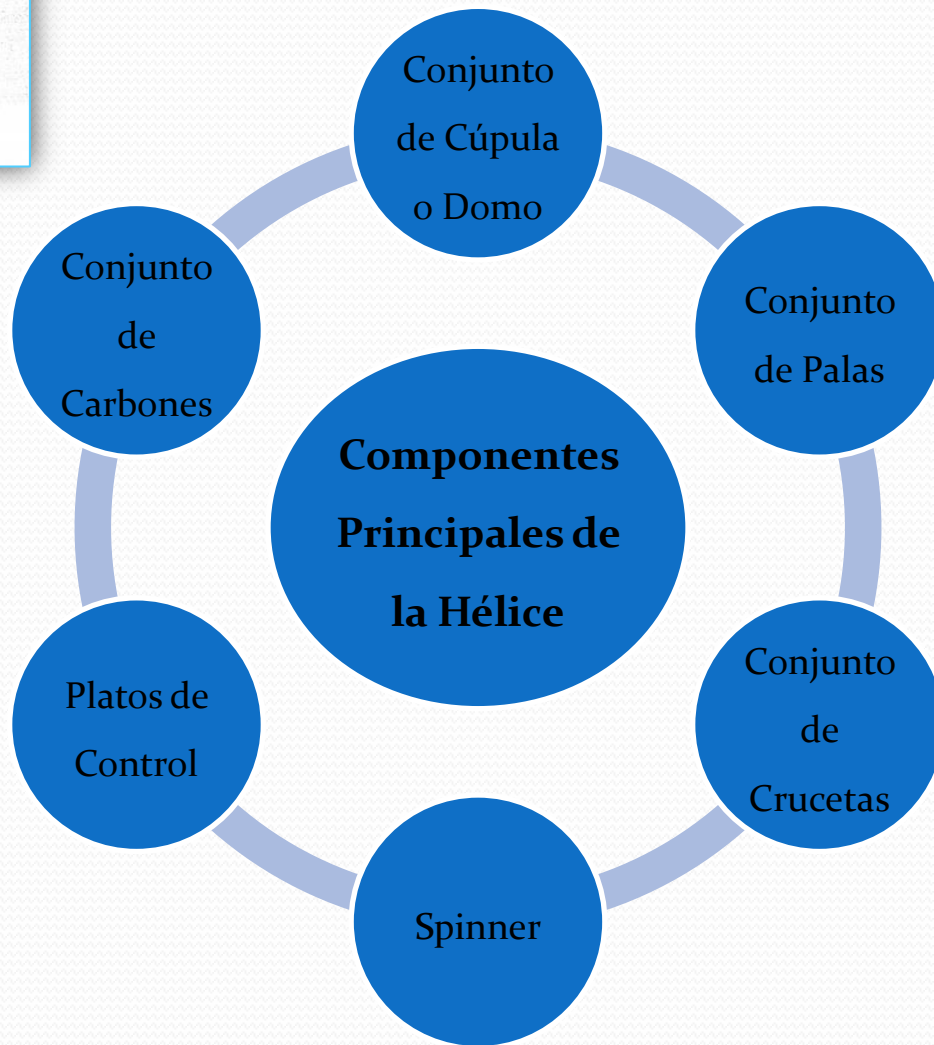 Conjunto
de Cúpula
o Domo
Conjunto
de Palas
Conjunto
de
Crucetas
Spinner
Platos de
Control
Conjunto
de
Carbones
Componentes
Principales de
la Hélice